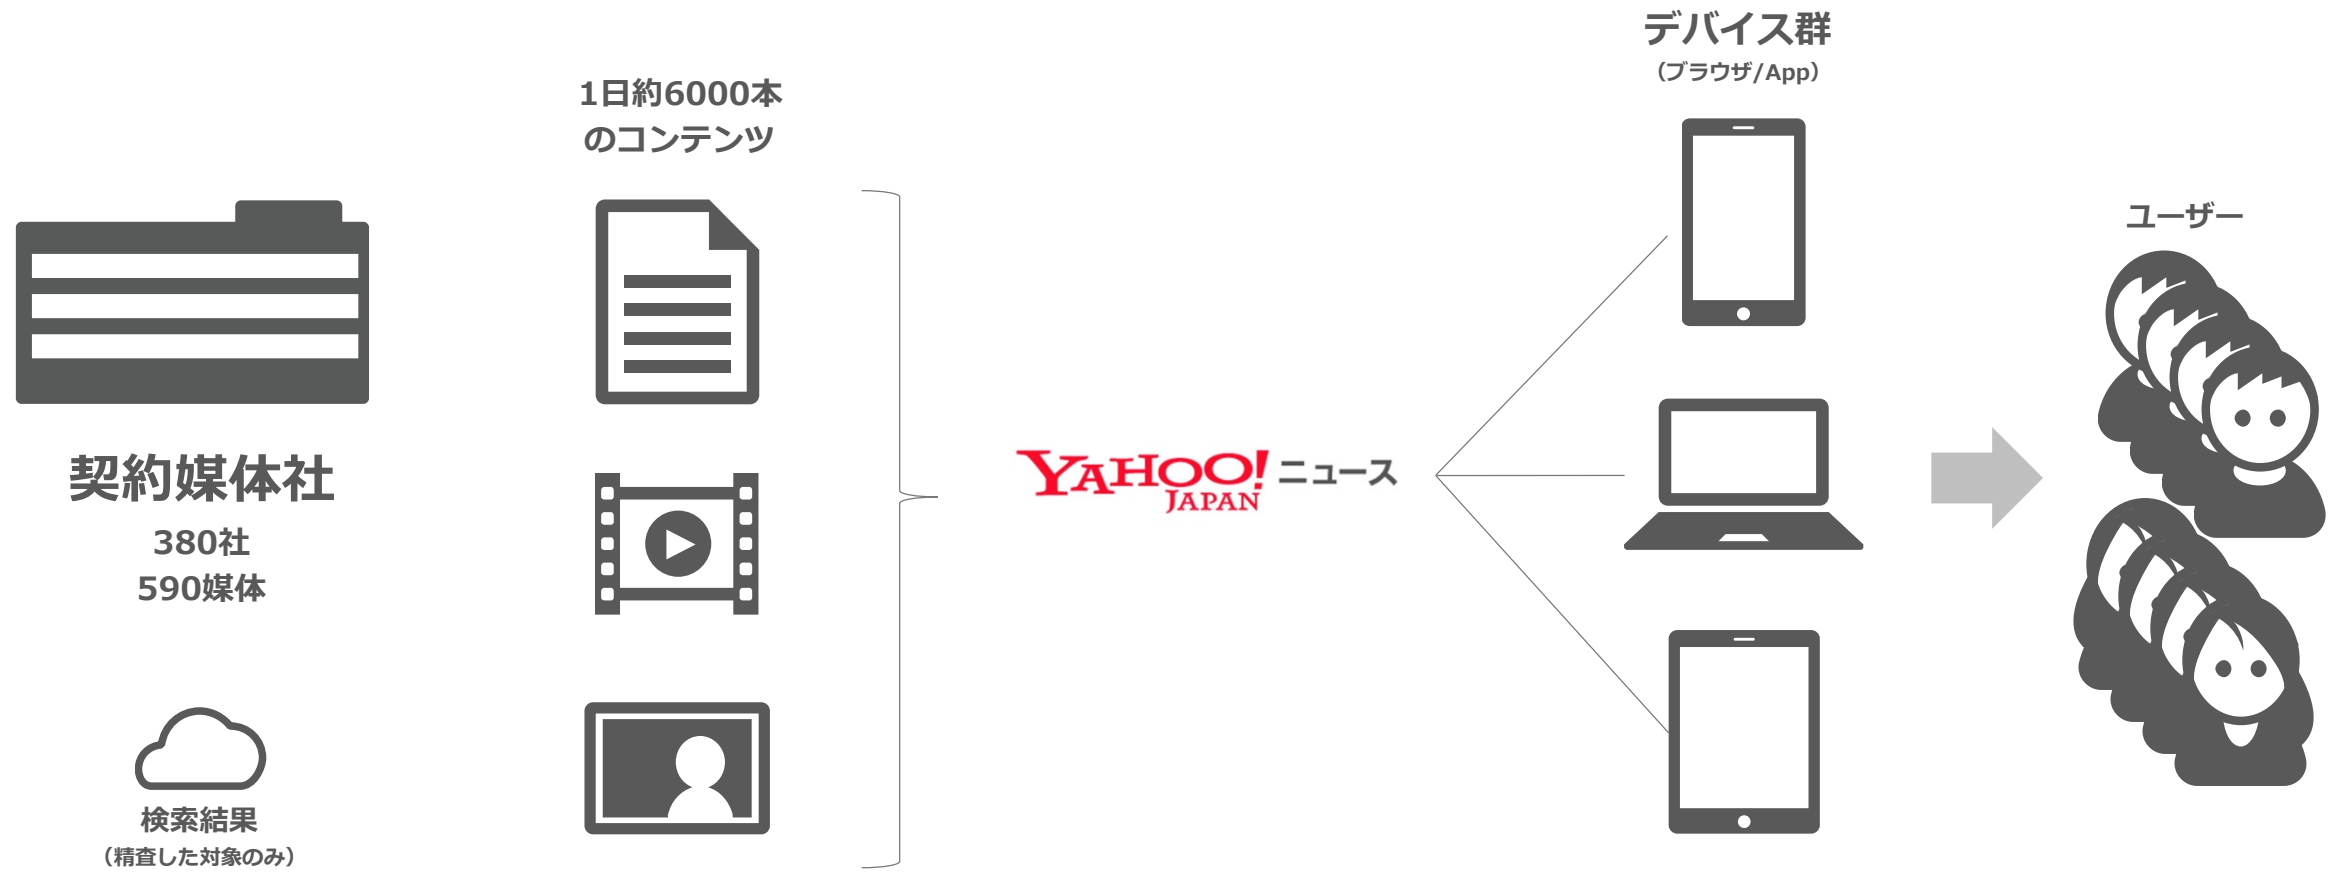 契約媒体社
380社
590媒体
検索結果
（精査した対象のみ）
1日約6000本
のコンテンツ
YAHOO! ニュース
JAPAN
デバイス群
（ブラウザ/App）
ユーザー